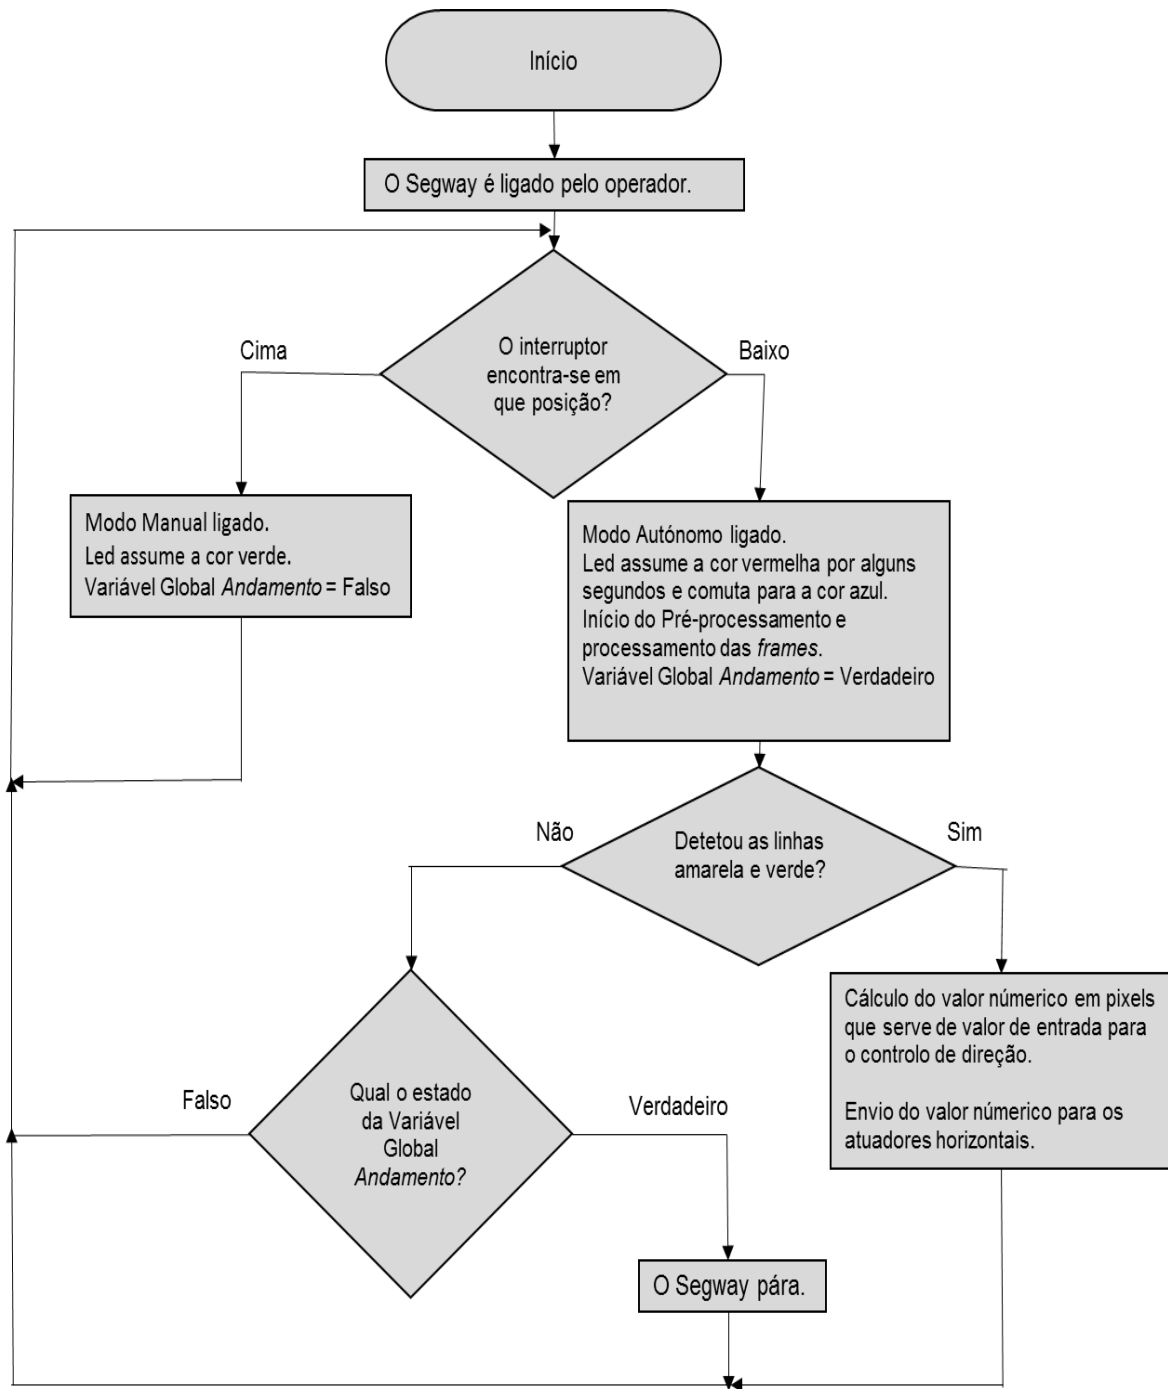 Início
O Segway é ligado pelo operador.
Cima
O interruptor
encontra-se em
que posição?
Baixo
Modo Manual ligado.
Led assume a cor verde.
Variável Global Andamento = Falso
Modo Autónomo ligado.
Led assume a cor vermelha por alguns
segundos e comuta para a cor azul.
Início do Pré-processamento e
processamento das frames.
Variável Global Andamento = Verdadeiro
Não
Detetou as linhas
amarela e verde?
Sim
Cálculo do valor númerico em pixels
que serve de valor de entrada para
o controlo de direção.
Envio do valor númerico para os
atuadores horizontais.
Falso
Qual o estado
da Variável
Global
Andamento?
Verdadeiro
O Segway pára.